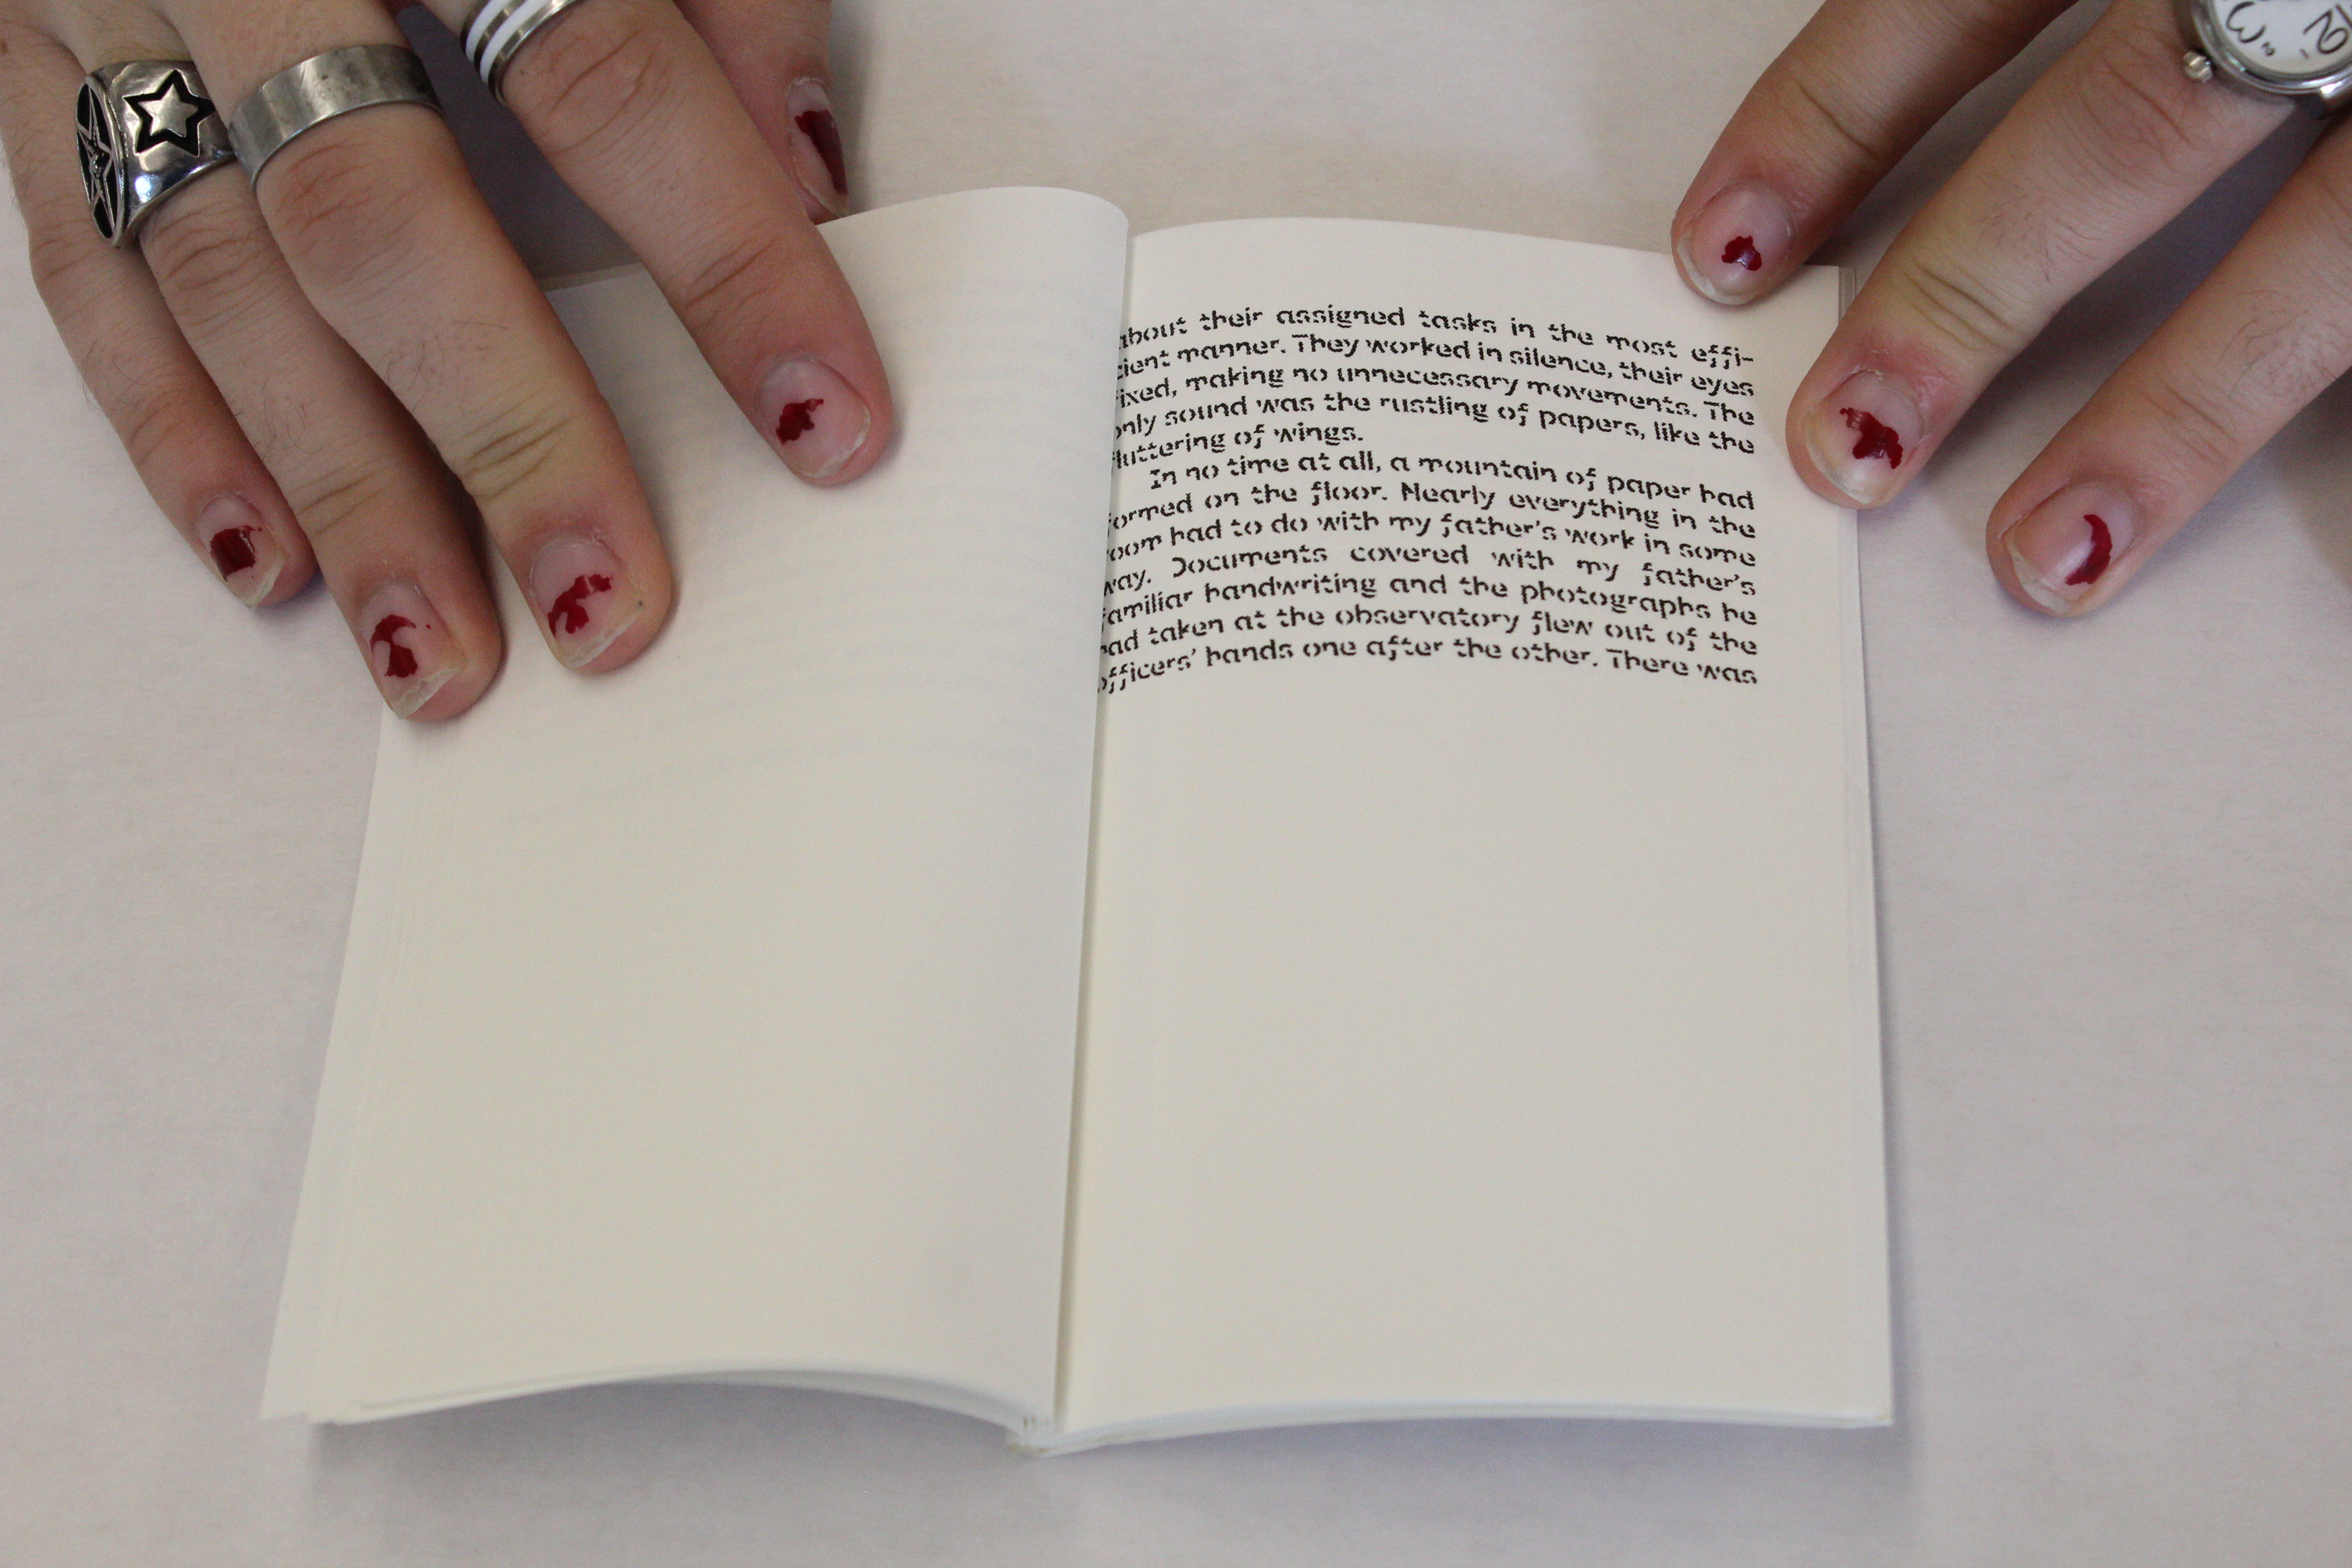 about their assigned tasks in the most effi-
cient manner. They worked in silence, their eyes
fixed, making no unnecessary movements. The
only sound was the rustling of papers, like the
fluttering of wings.
In no time at all, a mountain of paper had
formed on the floor. Nearly everything in the
room had to do with my father's work in some
way. Documents covered with my father's
familiar handwriting and the photographs he
had taken at the observatory flew out of the
officers' hands one after the other. There was
12
3